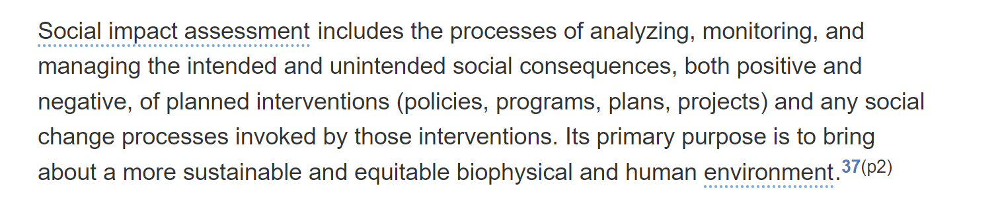 Social impact assessment includes the processes of analyzing, monitoring, and
managing the intended and unintended social consequences, both positive and
negative, of planned interventions (policies, programs, plans, projects) and any social
change processes invoked by those interventions. Its primary purpose is to bring
about a more sustainable and equitable biophysical and human environment.37(p2)